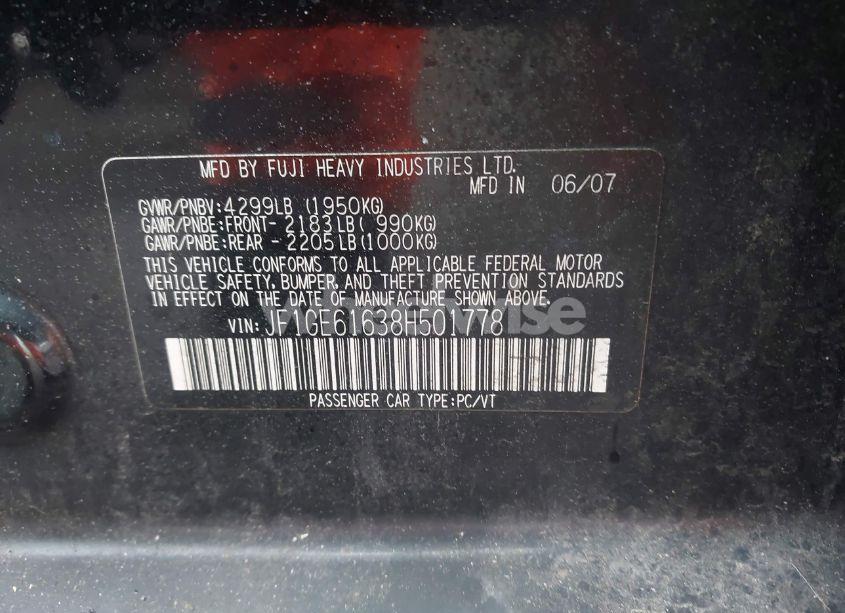 MFD BY FUJI HEAVY INDUSTRIES LTD.
MFD IN 06/07
GVWR/PNBV:4299LB (1950KG)
GAWR/PNBE:FRONT- 2183LB( 990KG)
GAWR/PNBE:REAR - 2205LB(1000KG)
THIS VEHICLE CONFORMS TO ALL APPLICABLE FEDERAL MOTOR
VEHICLE SAFETY, BUMPER, AND THEFT PREVENTION STANDARDS
IN EFFECT ON THE DATE OF MANUFACTURE SHOWN ABOVE.
VIN: JF1GE61638H501778
PASSENGER CAR TYPE:PC/VT